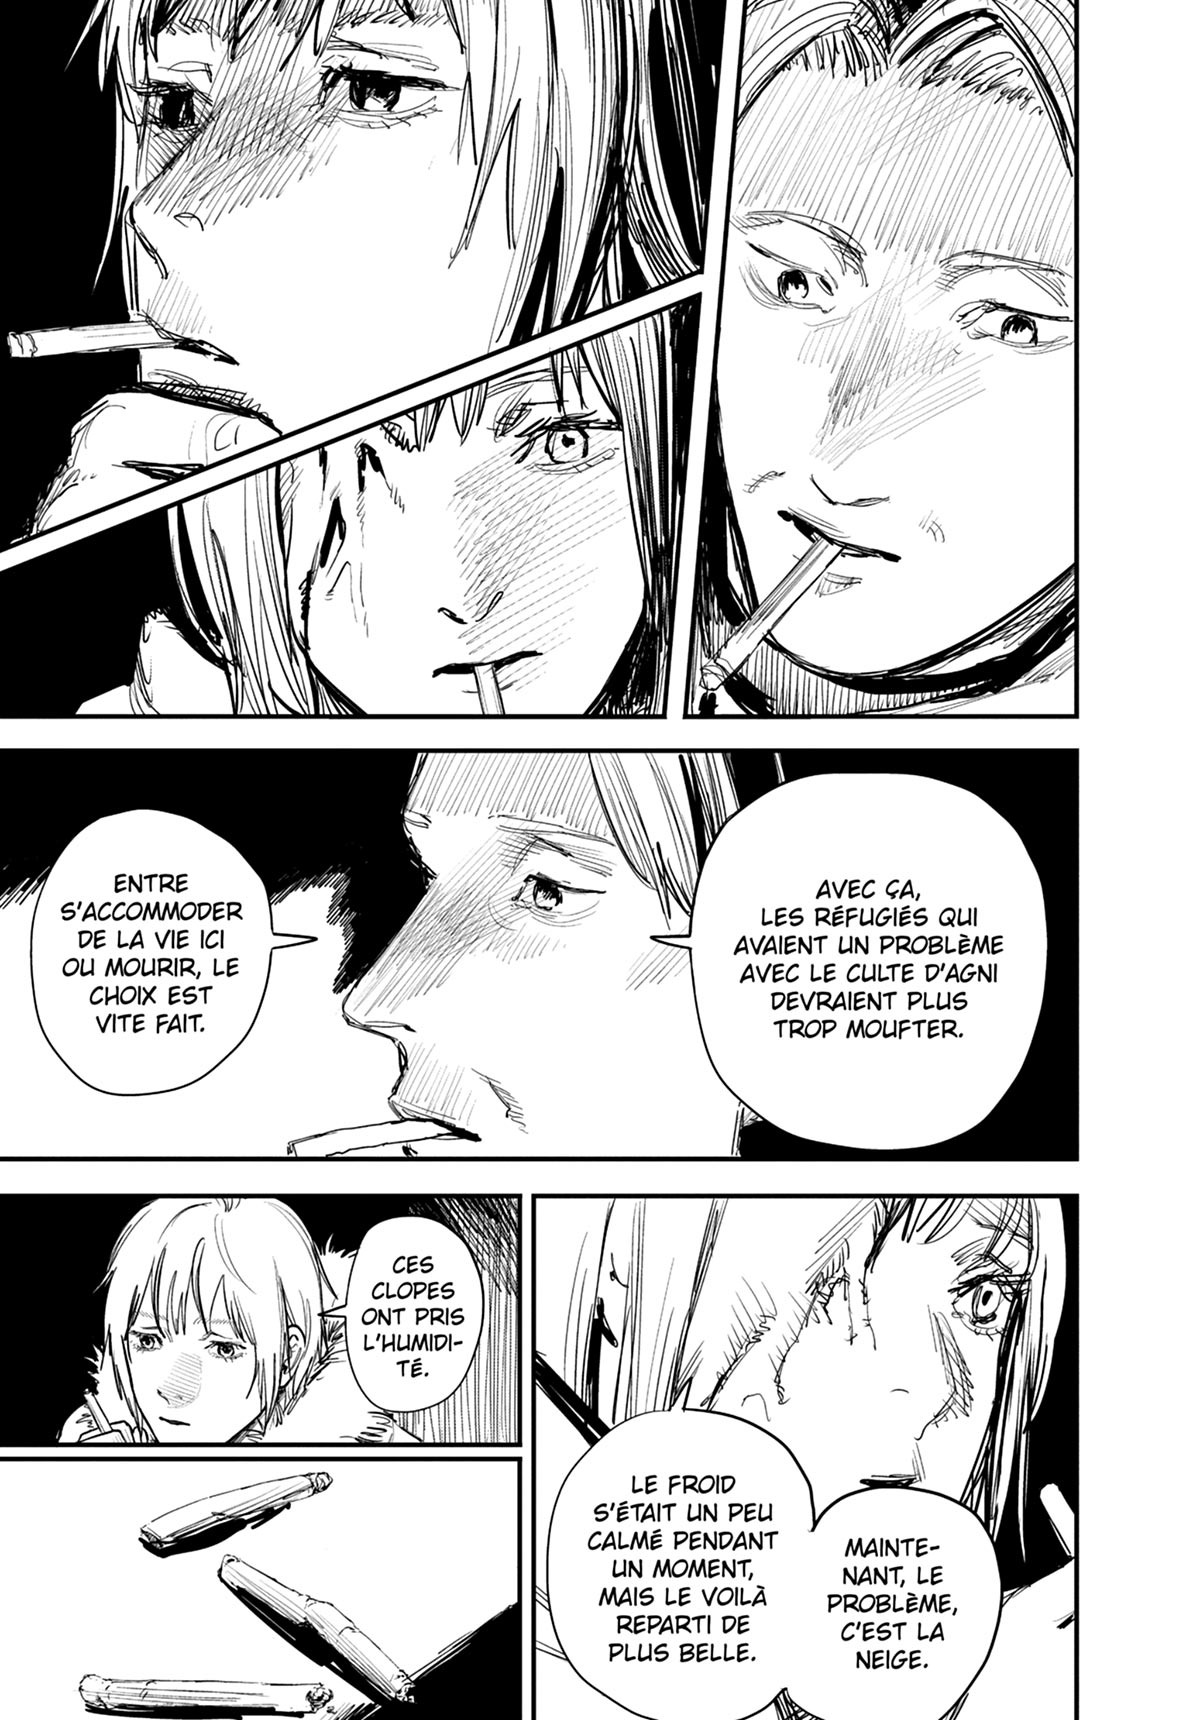 AVEC ÇA,
LES RÉFUGIÉS QUI
AVAIENT UN PROBLÈME
AVEC LE CULTE D'AGNI
DEVRAIENT PLUS
TROP MOUFTER.
ENTRE
S'ACCOMMODER
DE LA VIE ICI
OU MOURIR, LE
CHOIX EST
VITE FAIT.
MAINTE-
NANT, LE
PROBLÈME,
C'EST LA
NEIGE.
LE FROID
S'ÉTAIT UN PEU
CALMÉ PENDANT
UN MOMENT,
MAIS LE VOILÀ
REPARTI DE
PLUS BELLE.
CES
CLOPES
ONT PRIS
L'HUMIDI-
TÉ.